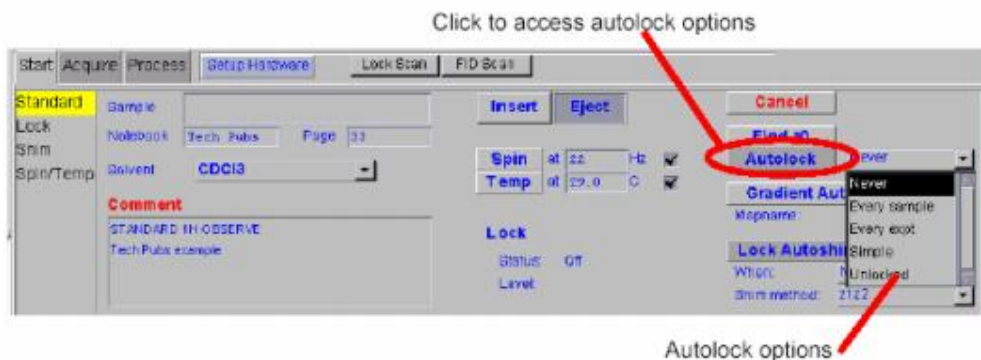 Click to access autolock options
Start Acquire Process Setup Hardware Lock Scan FID Scan
Standard
Lock
Shim
Spin/Temp
Sample
Notebook Tech Pubs Page 33
Solvent CDCl3
Comment
STANDARD 1H OBSERVE
Tech Pubs example
Insert Eject
Spin at 22 Hz
Temp at 29.0 C
Lock
Status: Off
Level:
Cancel
Find z0
Autolock Never
Never
Every sample
Every expt
Simple
Unlocked
Gradient Aut
Mapname:
Lock Autoshi
When: N
Shim method: z1z2
Autolock options